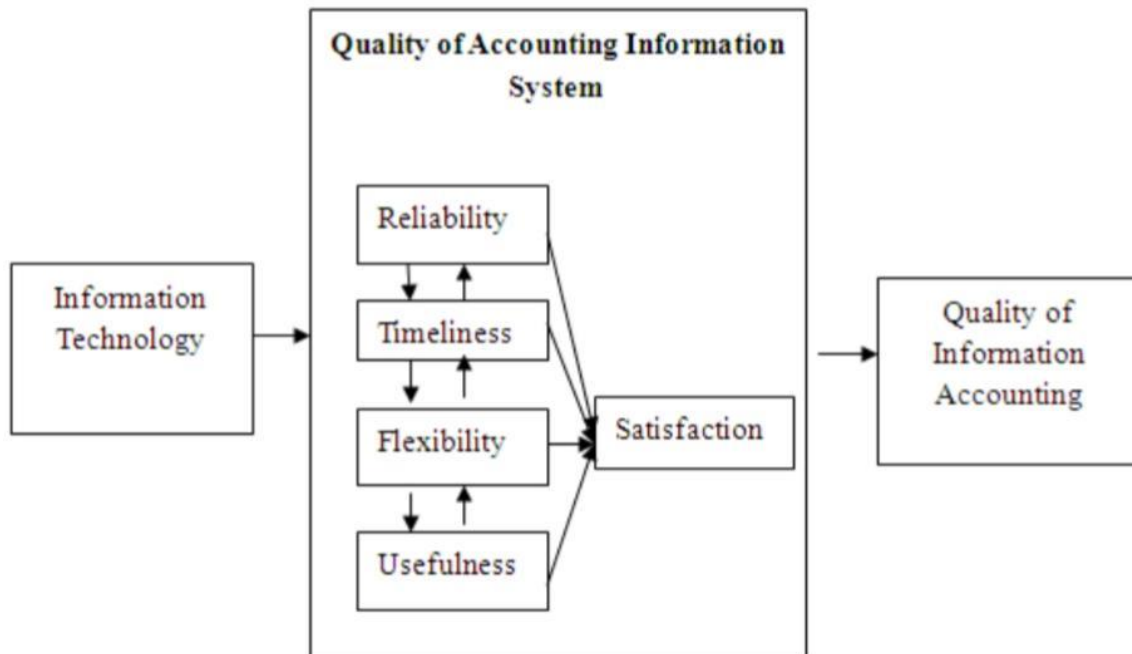 Quality of Accounting Information
System
Reliability
Information
Technology
Timeliness
Flexibility
Usefulness
Satisfaction
Quality of
Information
Accounting